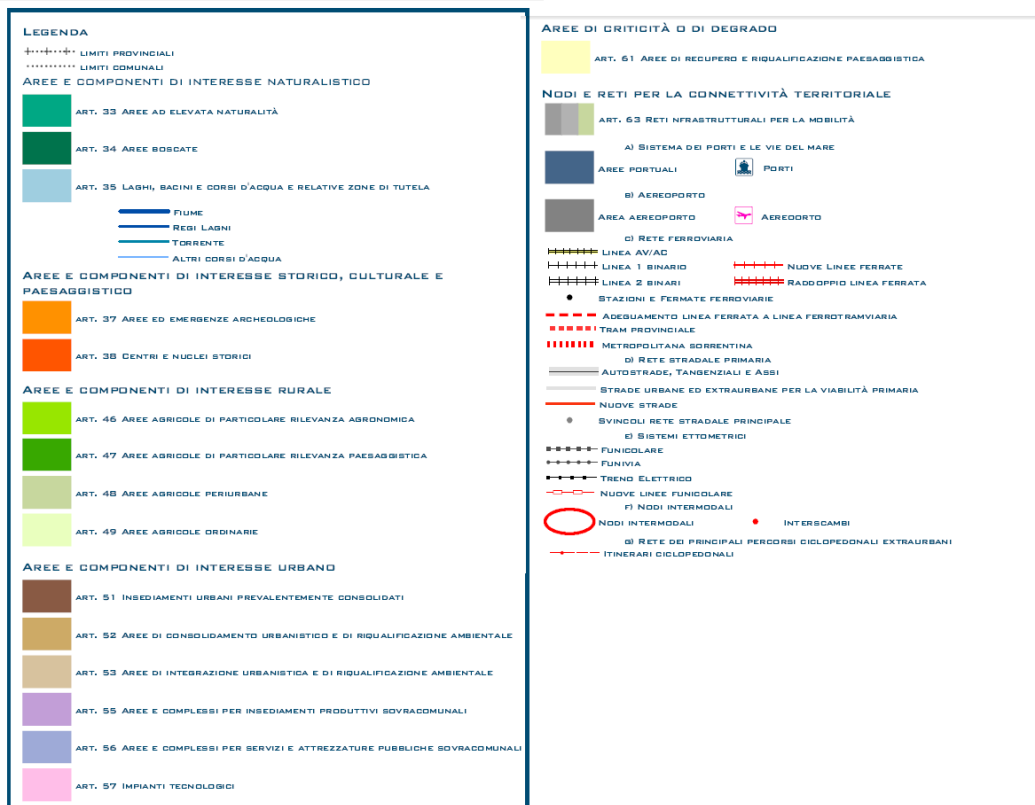 Legenda
limiti provinciali
limiti comunali
Aree e componenti di interesse naturalistico
art. 33 Aree ad elevata naturalità
art. 34 Aree boscate
art. 35 Laghi, bacini e corsi d'acqua e relative zone di tutela
Fiume
Regi Lagni
Torrente
Altri corsi d'acqua
Aree e componenti di interesse storico, culturale e
paesaggistico
art. 37 Aree ed emergenze archeologiche
art. 38 Centri e nuclei storici
Aree e componenti di interesse rurale
art. 46 Aree agricole di particolare rilevanza agronomica
art. 47 Aree agricole di particolare rilevanza paesaggistica
art. 48 Aree agricole periurbane
art. 49 Aree agricole ordinarie
Aree e componenti di interesse urbano
art. 51 Insediamenti urbani prevalentemente consolidati
art. 52 Aree di consolidamento urbanistico e di riqualificazione ambientale
art. 53 Aree di integrazione urbanistica e di riqualificazione ambientale
art. 55 Aree e complessi per insediamenti produttivi sovracomunali
art. 56 Aree e complessi per servizi e attrezzature pubbliche sovracomunali
art. 57 Impianti tecnologici
Aree di criticità o di degrado
art. 61 Aree di recupero e riqualificazione paesaggistica
Nodi e reti per la connettività territoriale
art. 63 Reti nfrastrutturali per la mobilità
a) Sistema dei porti e le vie del mare
Aree portuali
Porti
b) Aereoporto
Area aereoporto
Aereoorto
c) Rete ferroviaria
Linea AV/AC
Linea 1 binario
Nuove Linee ferrate
Linea 2 binari
Raddoppio linea ferrata
Stazioni e Fermate ferroviarie
Adeguamento linea ferrata a linea ferrotramviaria
Tram provinciale
Metropolitana sorrentina
d) Rete stradale primaria
Autostrade, Tangenziali e Assi
Strade urbane ed extraurbane per la viabilità primaria
Nuove strade
Svincoli rete stradale principale
e) Sistemi ettometrici
Funicolare
Funivia
Treno Elettrico
Nuove linee funicolare
f) Nodi intermodali
Nodi intermodali
Interscambi
g) Rete dei principali percorsi ciclopedonali extraurbani
Itinerari ciclopedonali